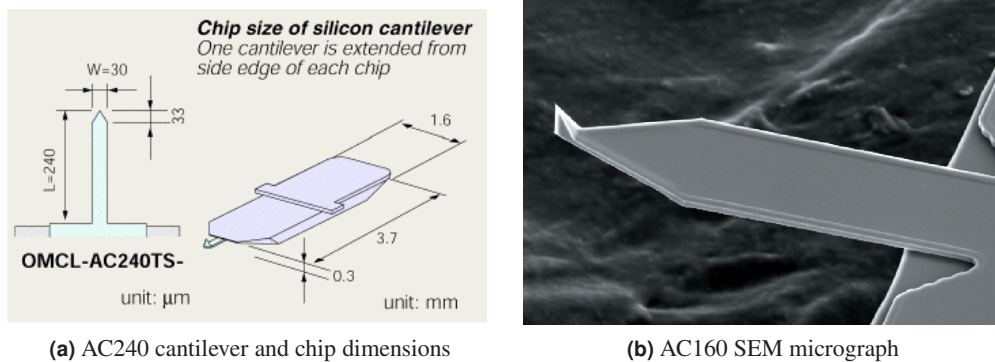 Chip size of silicon cantilever
One cantilever is extended from
side edge of each chip
W=30
33
L=240
1.6
3.7
0.3
OMCL-AC240TS-
unit: µm
unit: mm
(a) AC240 cantilever and chip dimensions
(b) AC160 SEM micrograph